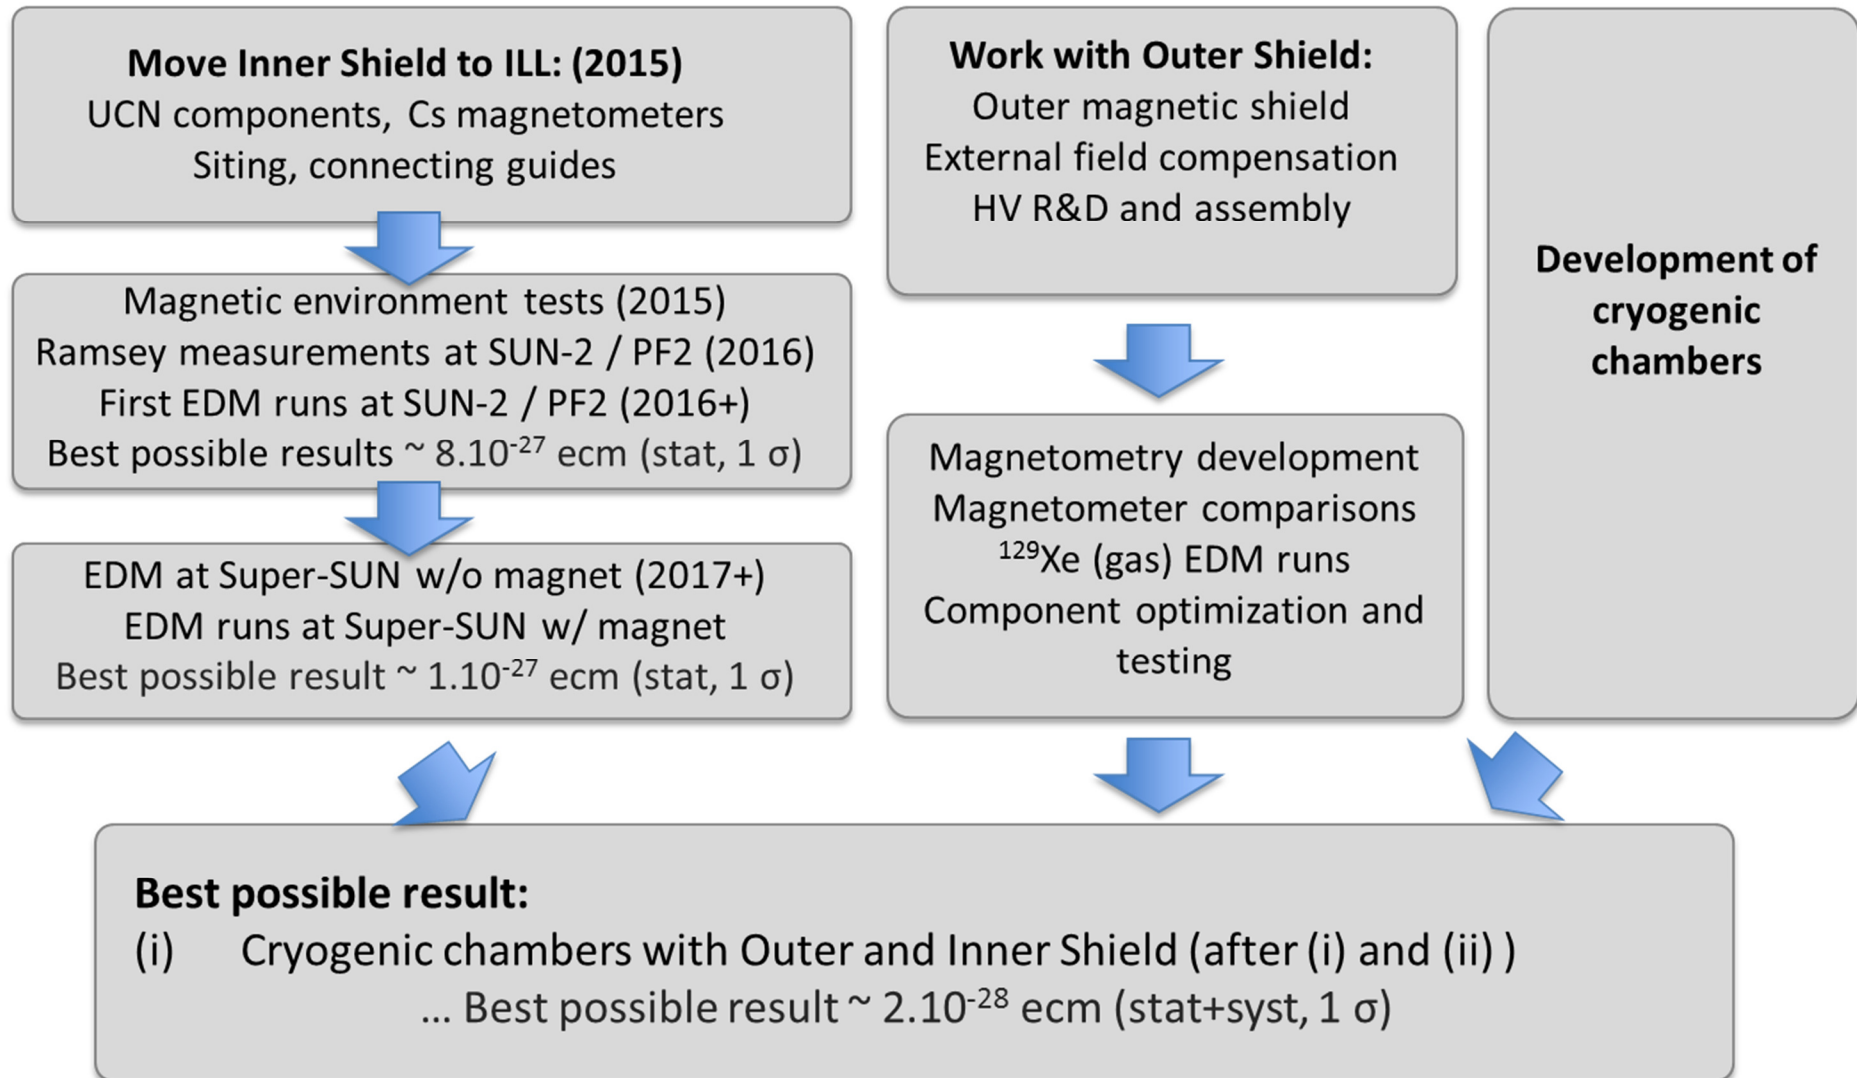 Move Inner Shield to ILL: (2015)
UCN components, Cs magnetometers
Siting, connecting guides
Magnetic environment tests (2015)
Ramsey measurements at SUN-2 / PF2 (2016)
First EDM runs at SUN-2 / PF2 (2016+)
Best possible results ~ 8.10⁻²⁷ ecm (stat, 1 σ)
EDM at Super-SUN w/o magnet (2017+)
EDM runs at Super-SUN w/ magnet
Best possible result ~ 1.10⁻²⁷ ecm (stat, 1 σ)
Work with Outer Shield:
Outer magnetic shield
External field compensation
HV R&D and assembly
Magnetometry development
Magnetometer comparisons
¹²⁹Xe (gas) EDM runs
Component optimization and
testing
Development of
cryogenic
chambers
Best possible result:
(i) Cryogenic chambers with Outer and Inner Shield (after (i) and (ii) )
... Best possible result ~ 2.10⁻²⁸ ecm (stat+syst, 1 σ)